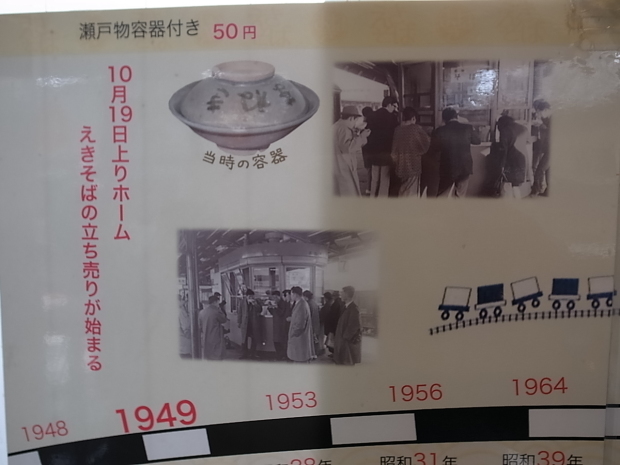 瀬戸物容器付き 50円
10月19日上りホーム
えきそばの立ち売りが始まる
当時の容器
1948
1949
1953
1956
1964
昭和31年
昭和39年